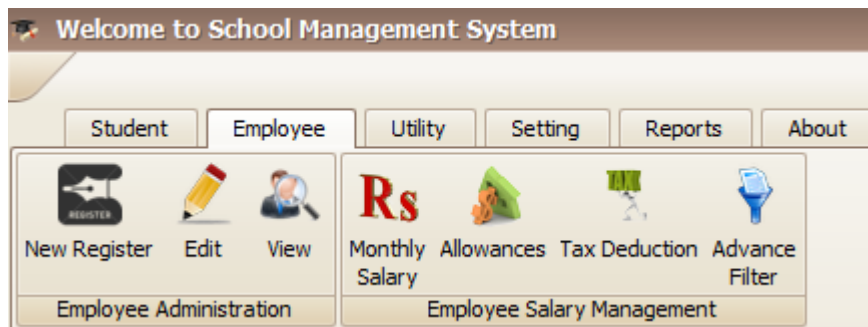 Welcome to School Management System
Student Employee Utility Setting Reports About
REGISTER Rs TAX
New Register Edit View Monthly Salary Allowances Tax Deduction Advance Filter
Employee Administration Employee Salary Management